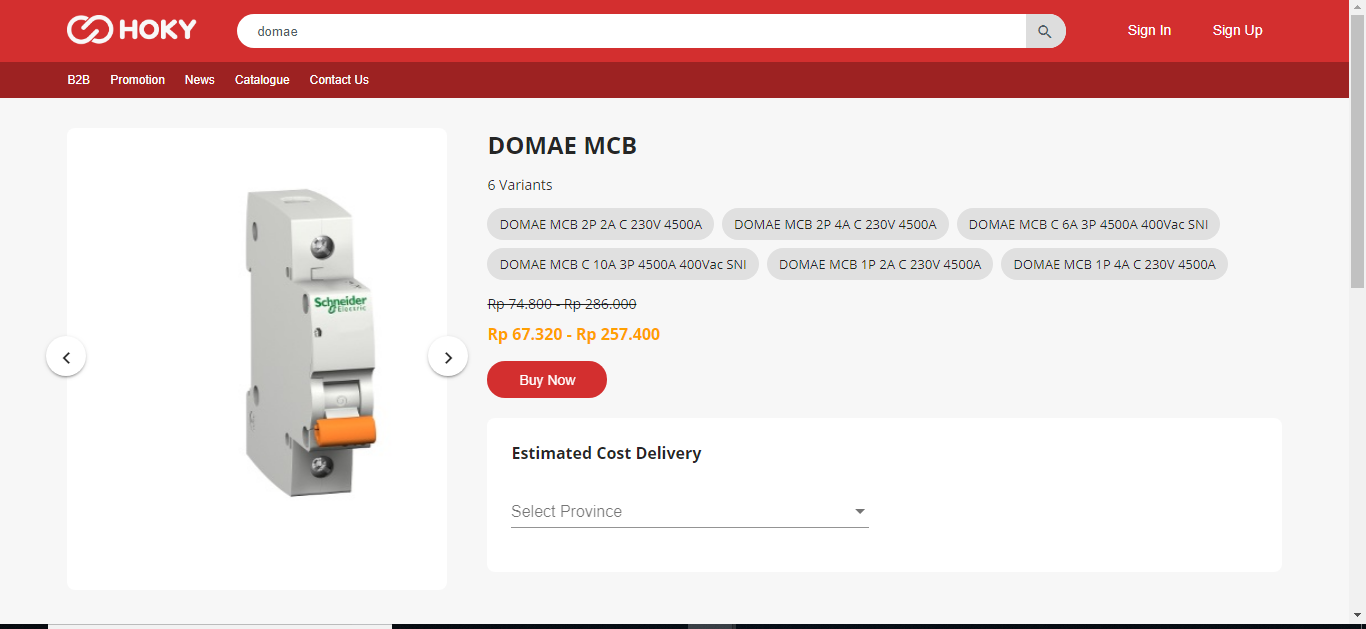 HOKY
domae
Sign In
Sign Up
B2B
Promotion
News
Catalogue
Contact Us
DOMAE MCB
6 Variants
DOMAE MCB 2P 2A C 230V 4500A
DOMAE MCB 2P 4A C 230V 4500A
DOMAE MCB C 6A 3P 4500A 400Vac SNI
DOMAE MCB C 10A 3P 4500A 400Vac SNI
DOMAE MCB 1P 2A C 230V 4500A
DOMAE MCB 1P 4A C 230V 4500A
Schneider
Electric
Rp 74.800 - Rp 286.000
Rp 67.320 - Rp 257.400
Buy Now
Estimated Cost Delivery
Select Province